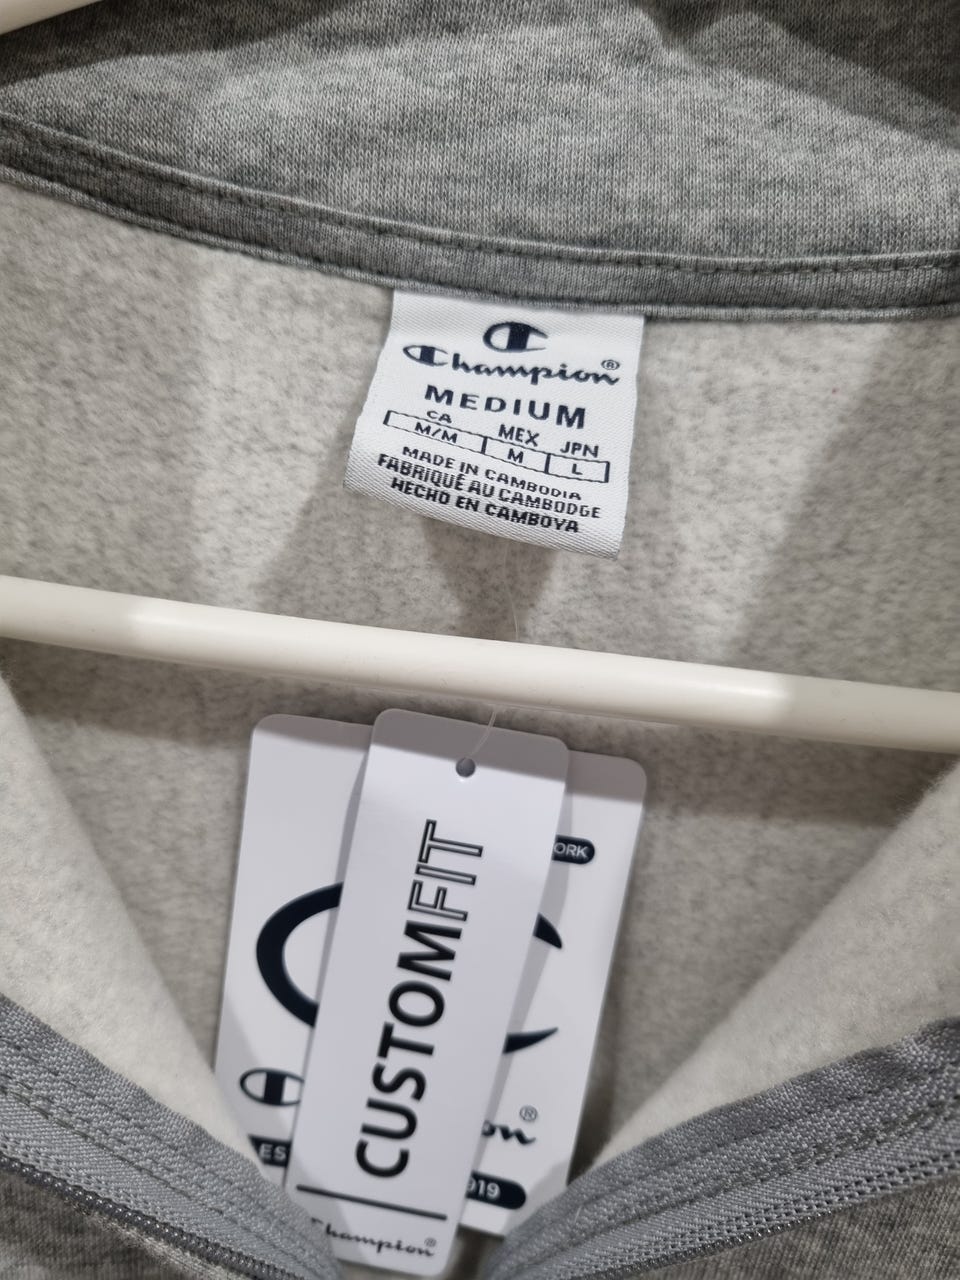 Champion®
MEDIUM
CA MEX JPN
M/M M L
MADE IN CAMBODIA
FABRIQUÉ AU CAMBODGE
HECHO EN CAMBOYA
CUSTOMFIT
Champion®